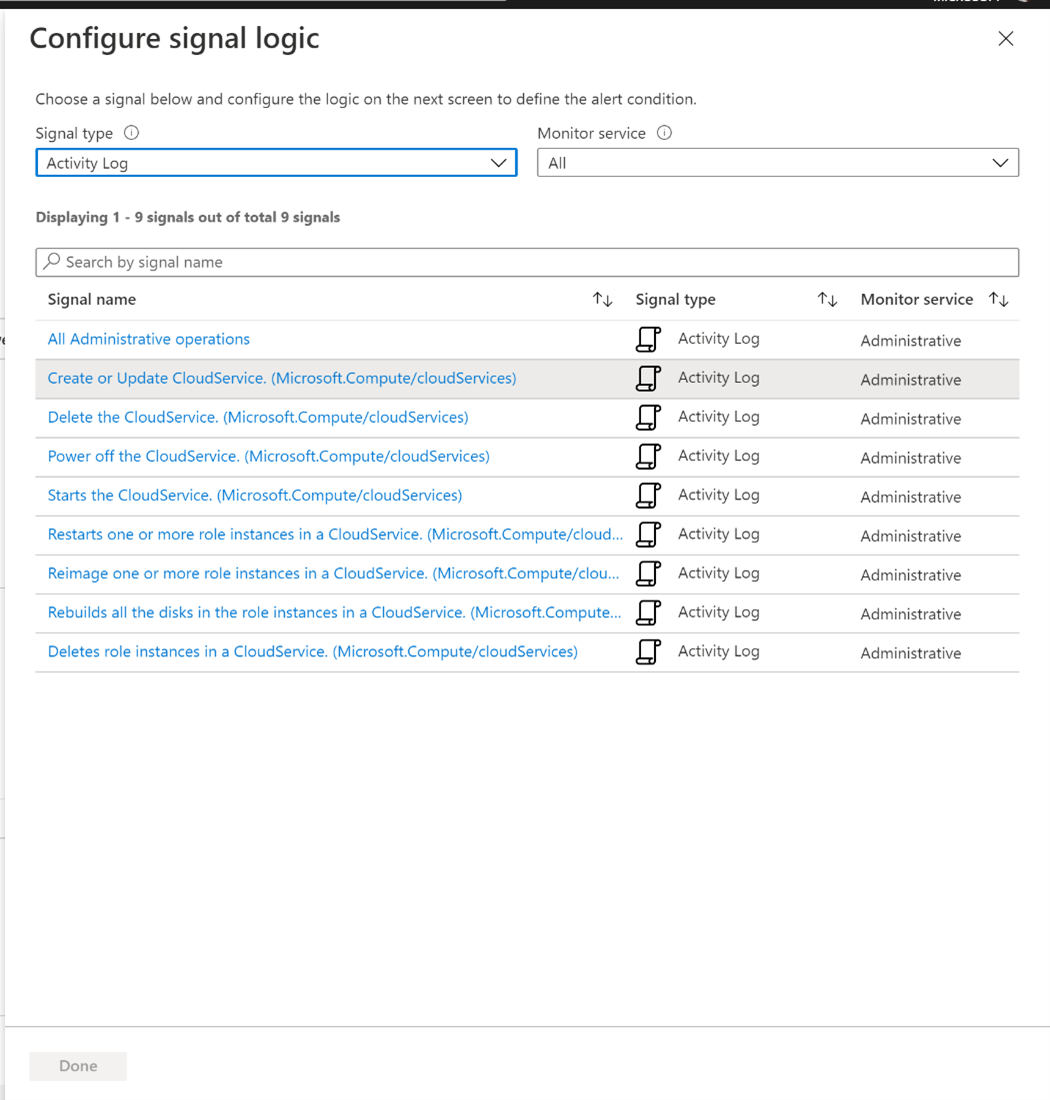 Configure signal logic
Choose a signal below and configure the logic on the next screen to define the alert condition.
Signal type
Monitor service
Activity Log
All
Displaying 1 - 9 signals out of total 9 signals
Search by signal name
Signal name Signal type Monitor service
All Administrative operations Activity Log Administrative
Create or Update CloudService. (Microsoft.Compute/cloudServices) Activity Log Administrative
Delete the CloudService. (Microsoft.Compute/cloudServices) Activity Log Administrative
Power off the CloudService. (Microsoft.Compute/cloudServices) Activity Log Administrative
Starts the CloudService. (Microsoft.Compute/cloudServices) Activity Log Administrative
Restarts one or more role instances in a CloudService. (Microsoft.Compute/cloud... Activity Log Administrative
Reimage one or more role instances in a CloudService. (Microsoft.Compute/clou... Activity Log Administrative
Rebuilds all the disks in the role instances in a CloudService. (Microsoft.Compute... Activity Log Administrative
Deletes role instances in a CloudService. (Microsoft.Compute/cloudServices) Activity Log Administrative
Done